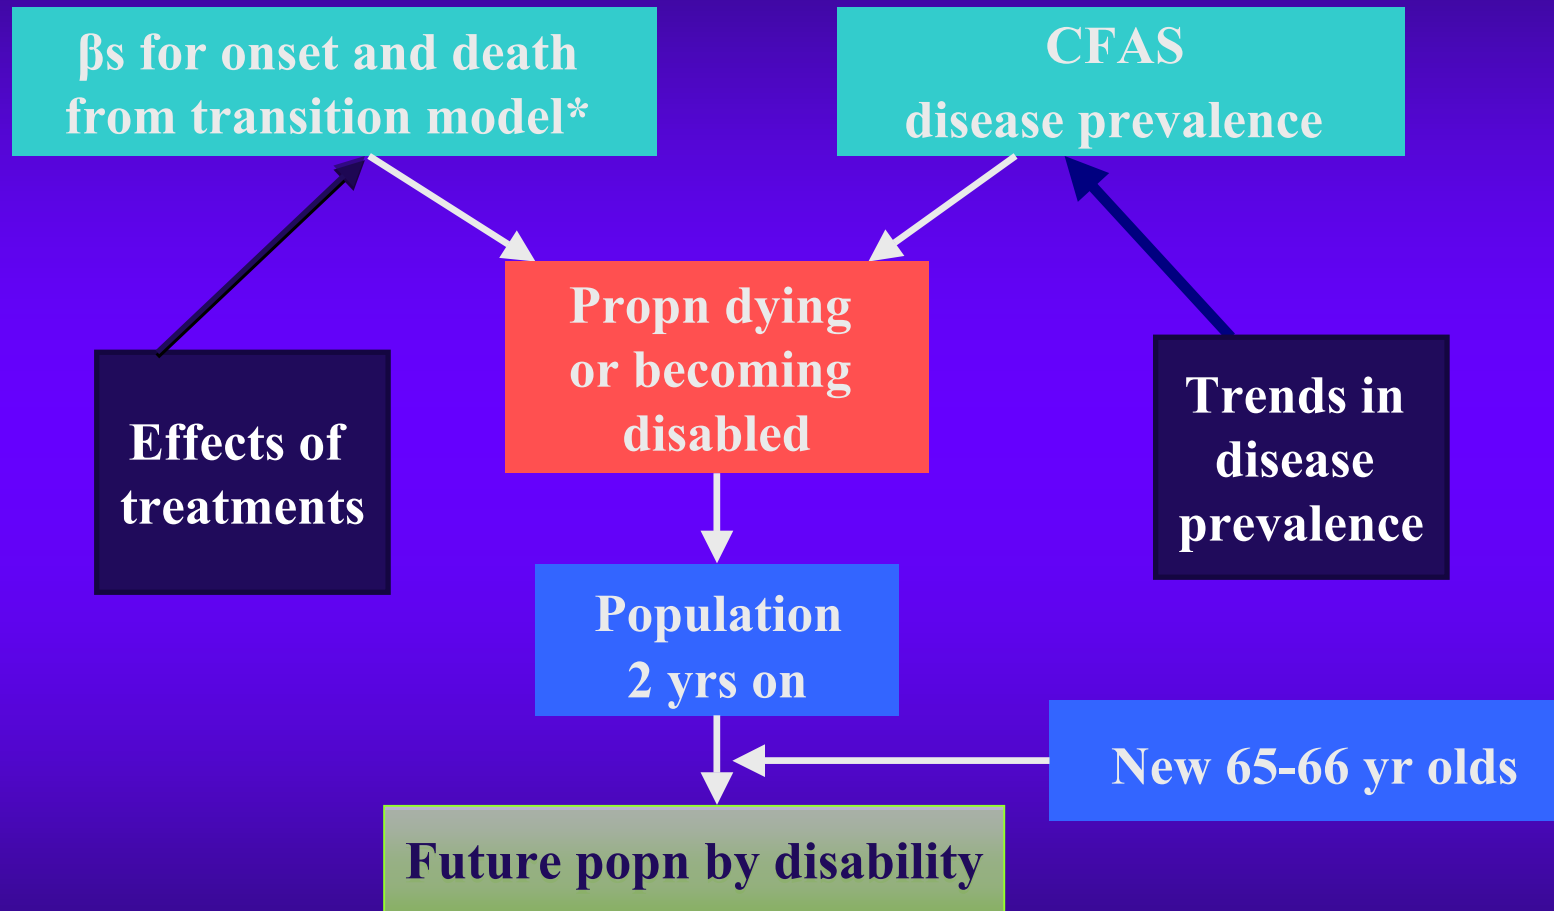 βs for onset and death
from transition model*
CFAS
disease prevalence
Propn dying
or becoming
disabled
Effects of
treatments
Trends in
disease
prevalence
Population
2 yrs on
New 65-66 yr olds
Future popn by disability